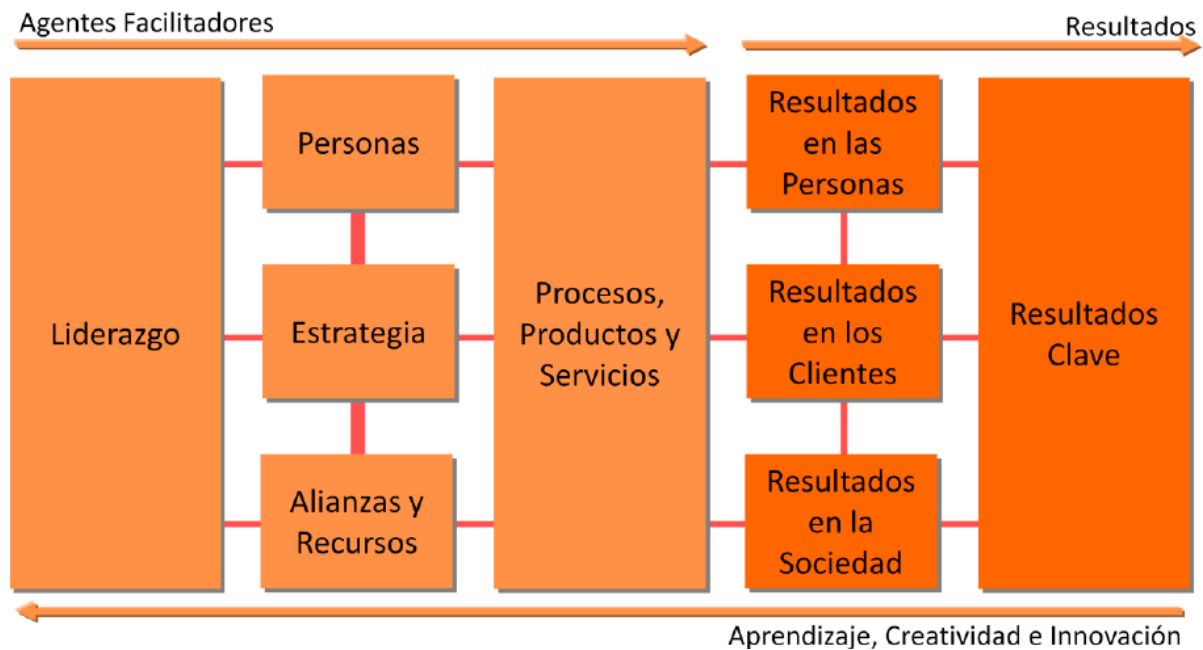 Agentes Facilitadores
Resultados
Liderazgo
Personas
Estrategia
Alianzas y
Recursos
Procesos,
Productos y
Servicios
Resultados
en las
Personas
Resultados
en los
Clientes
Resultados
en la
Sociedad
Resultados
Clave
Aprendizaje, Creatividad e Innovación